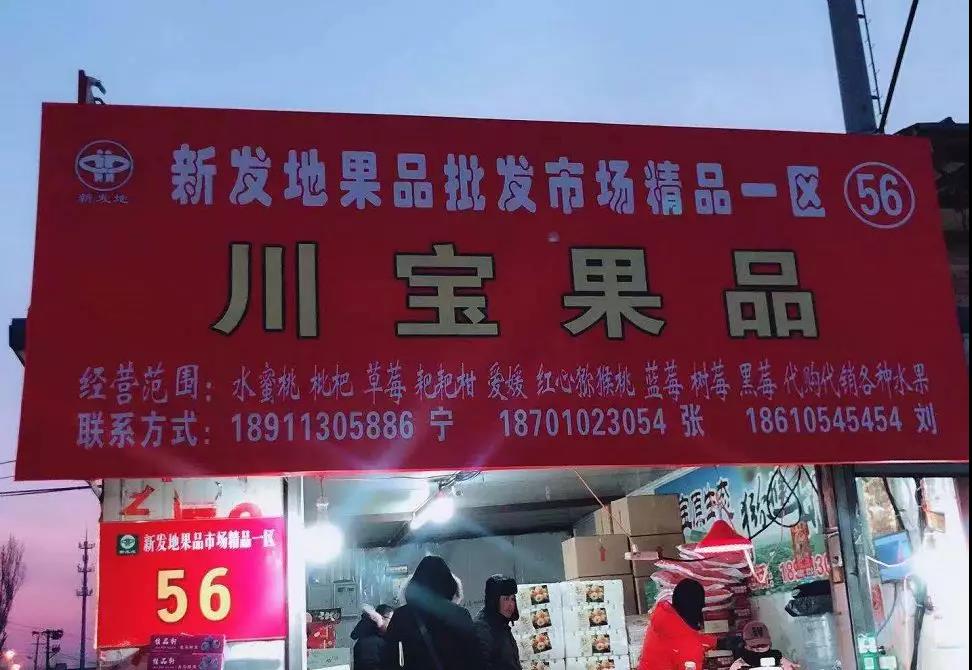 新发地果品批发市场精品一区 56
新发地
川宝果品
经营范围：水蜜桃 枇杷 草莓 耙耙柑 爱媛 红心猕猴桃 蓝莓 树莓 黑莓 代购代销各种水果
联系方式：18911305886 宁 18701023054 张 18610545454 刘
新发地果品市场精品一区
56
精品街